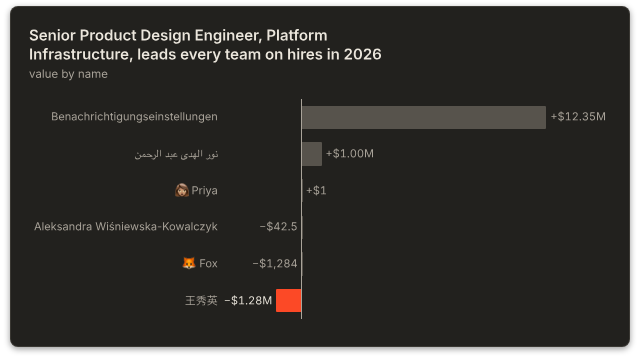 Senior Product Design Engineer, Platform
Infrastructure, leads every team on hires in 2026
value by name
Benachrichtigungseinstellungen +$12.35M
نور الهدى عبد الرحمن +$1.00M
👩🏽 Priya +$1
Aleksandra Wiśniewska-Kowalczyk −$42.5
🦊 Fox −$1,284
王秀英 −$1.28M